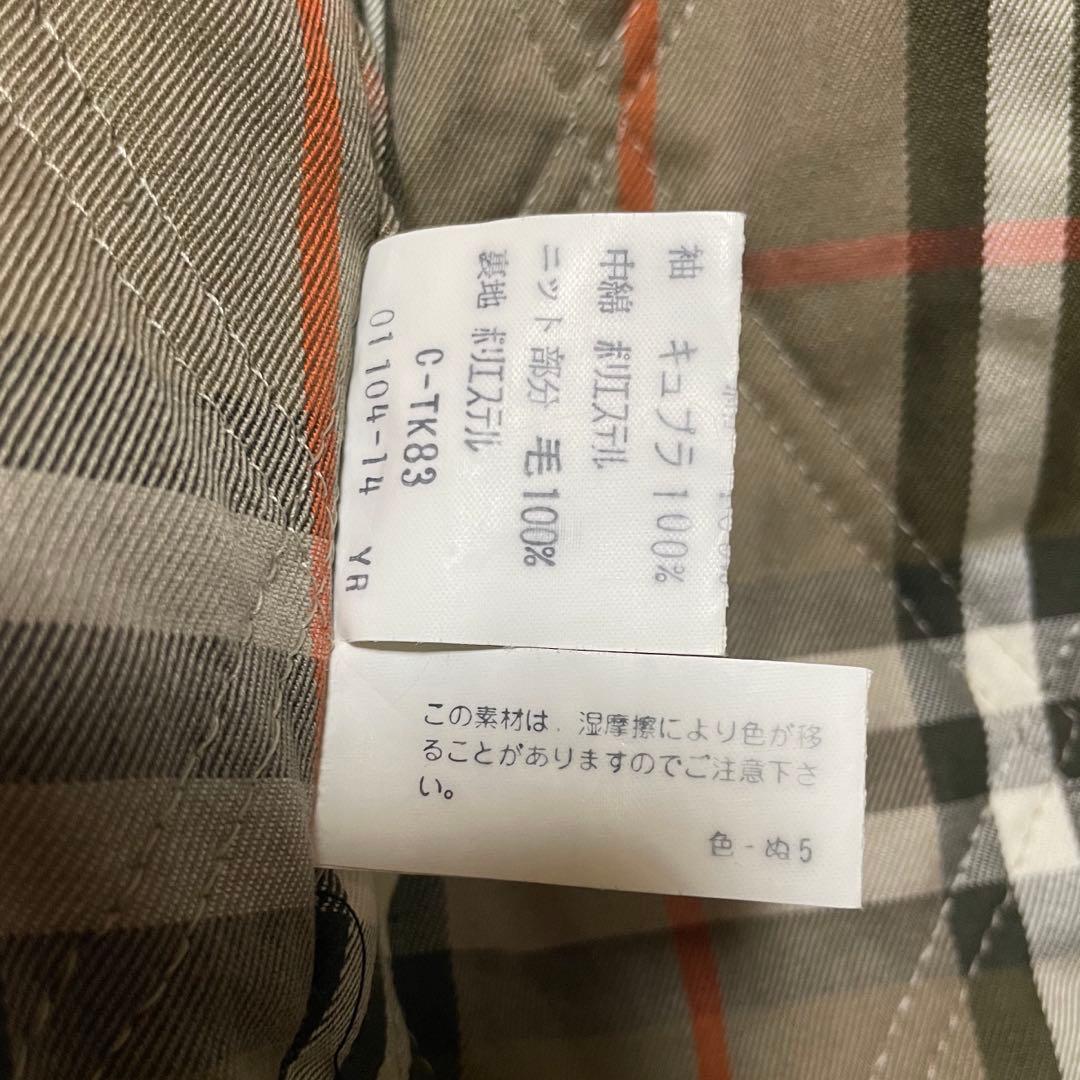 袖 キュプラ 100%
中綿 ポリエステル
ニット部分 毛100%
裏地 ポリエステル
C-TK83
01104-14 YR
この素材は、湿摩擦により色が移
ることがありますのでご注意下さ
い。
色-ぬ5